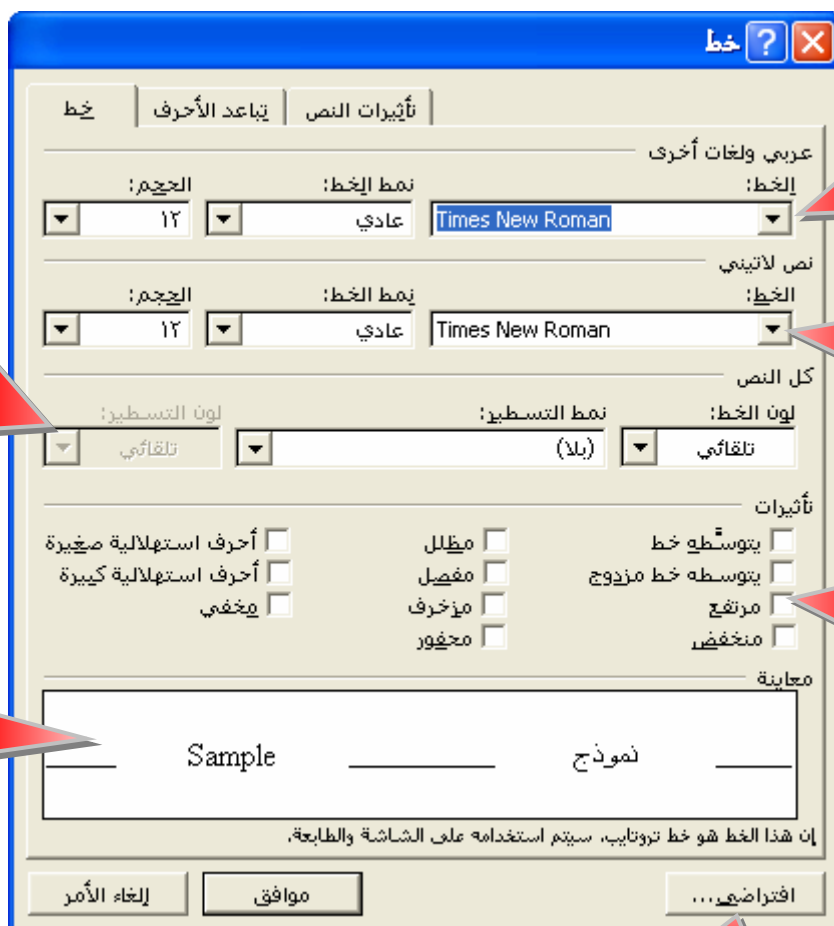 خط
خط تباعد الأحرف تأثيرات النص
عربي ولغات أخرى
الخط: نمط الخط: الحجم:
Times New Roman عادي ١٢
نص لاتيني
الخط: نمط الخط: الحجم:
Times New Roman عادي ١٢
كل النص
لون الخط: نمط التسطير: لون التسطير:
تلقائي (بلا) تلقائي
تأثيرات
يتوسطه خط مظلل أحرف استهلالية صغيرة
يتوسطه خط مزدوج مفصل أحرف استهلالية كبيرة
مرتفع مزخرف مخفي
منخفض محفور
معاينة
نموذج Sample
إن هذا الخط هو خط تروتايب، سيتم استخدامه على الشاشة والطابعة.
افتراضي... موافق إلغاء الأمر